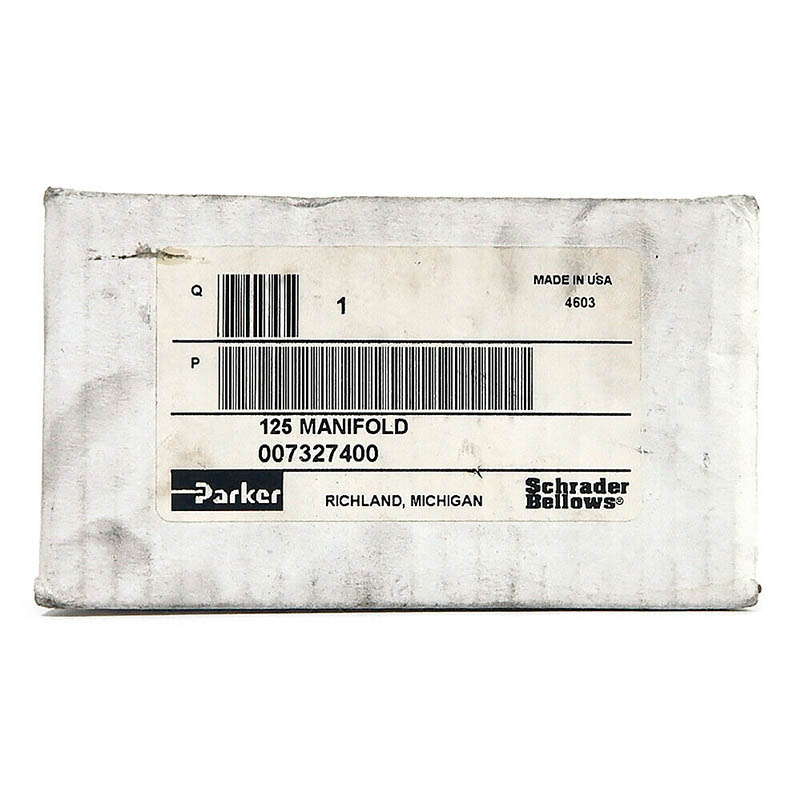 Q 1 MADE IN USA
4603
P
125 MANIFOLD
007327400
Parker RICHLAND, MICHIGAN Schrader
Bellows®